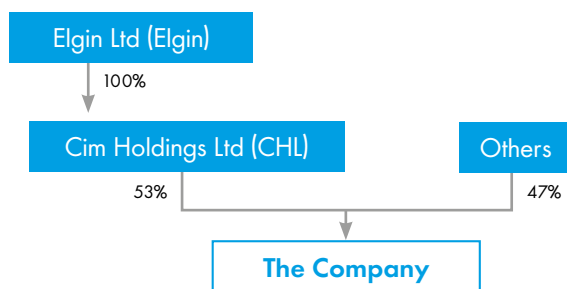 Elgin Ltd (Elgin)
100%
Cim Holdings Ltd (CHL)
Others
53%
47%
The Company